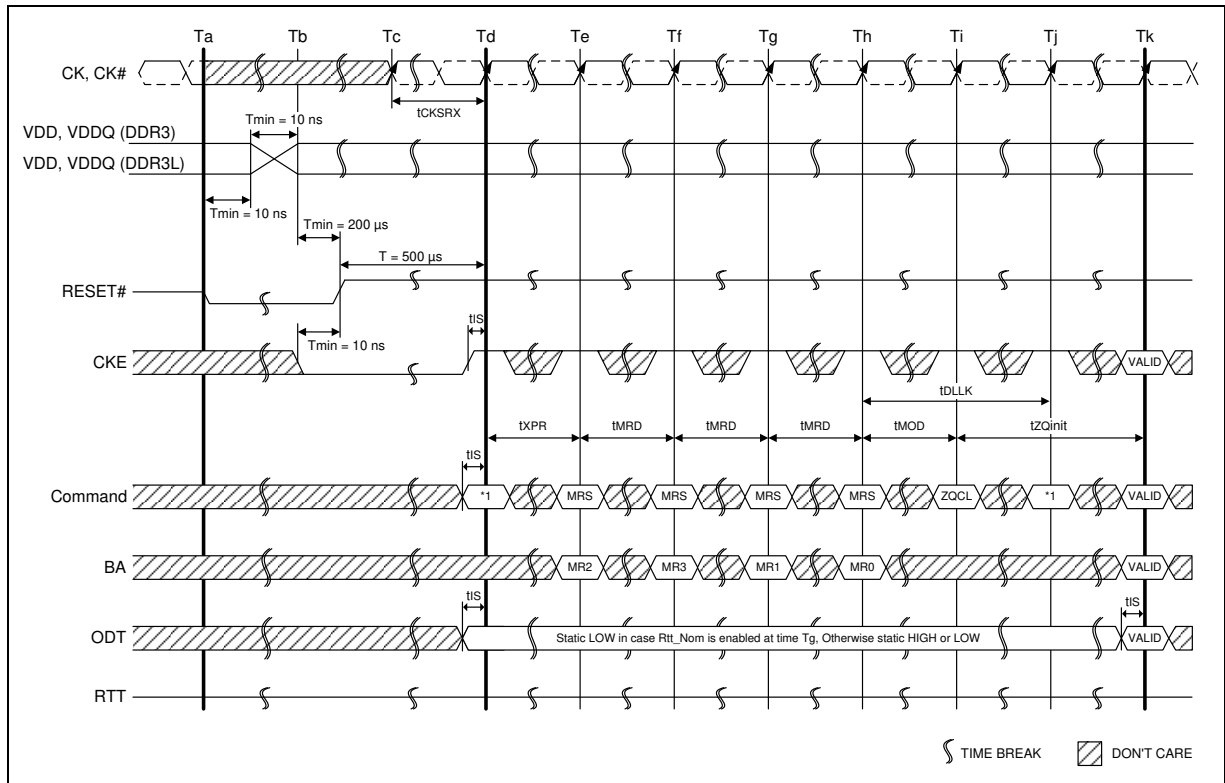 Ta Tb Tc Td Te Tf Tg Th Ti Tj Tk
CK, CK#
tCKSRX
Tmin = 10 ns
VDD, VDDQ (DDR3)
VDD, VDDQ (DDR3L)
Tmin = 10 ns
Tmin = 200 µs
T = 500 µs
RESET#
tIS
Tmin = 10 ns
CKE
VALID
tDLLK
tXPR tMRD tMRD tMRD tMOD tZQinit
tIS
Command *1 MRS MRS MRS MRS ZQCL *1 VALID
BA MR2 MR3 MR1 MR0 VALID
tIS tIS
ODT Static LOW in case Rtt_Nom is enabled at time Tg, Otherwise static HIGH or LOW VALID
RTT
TIME BREAK DON'T CARE